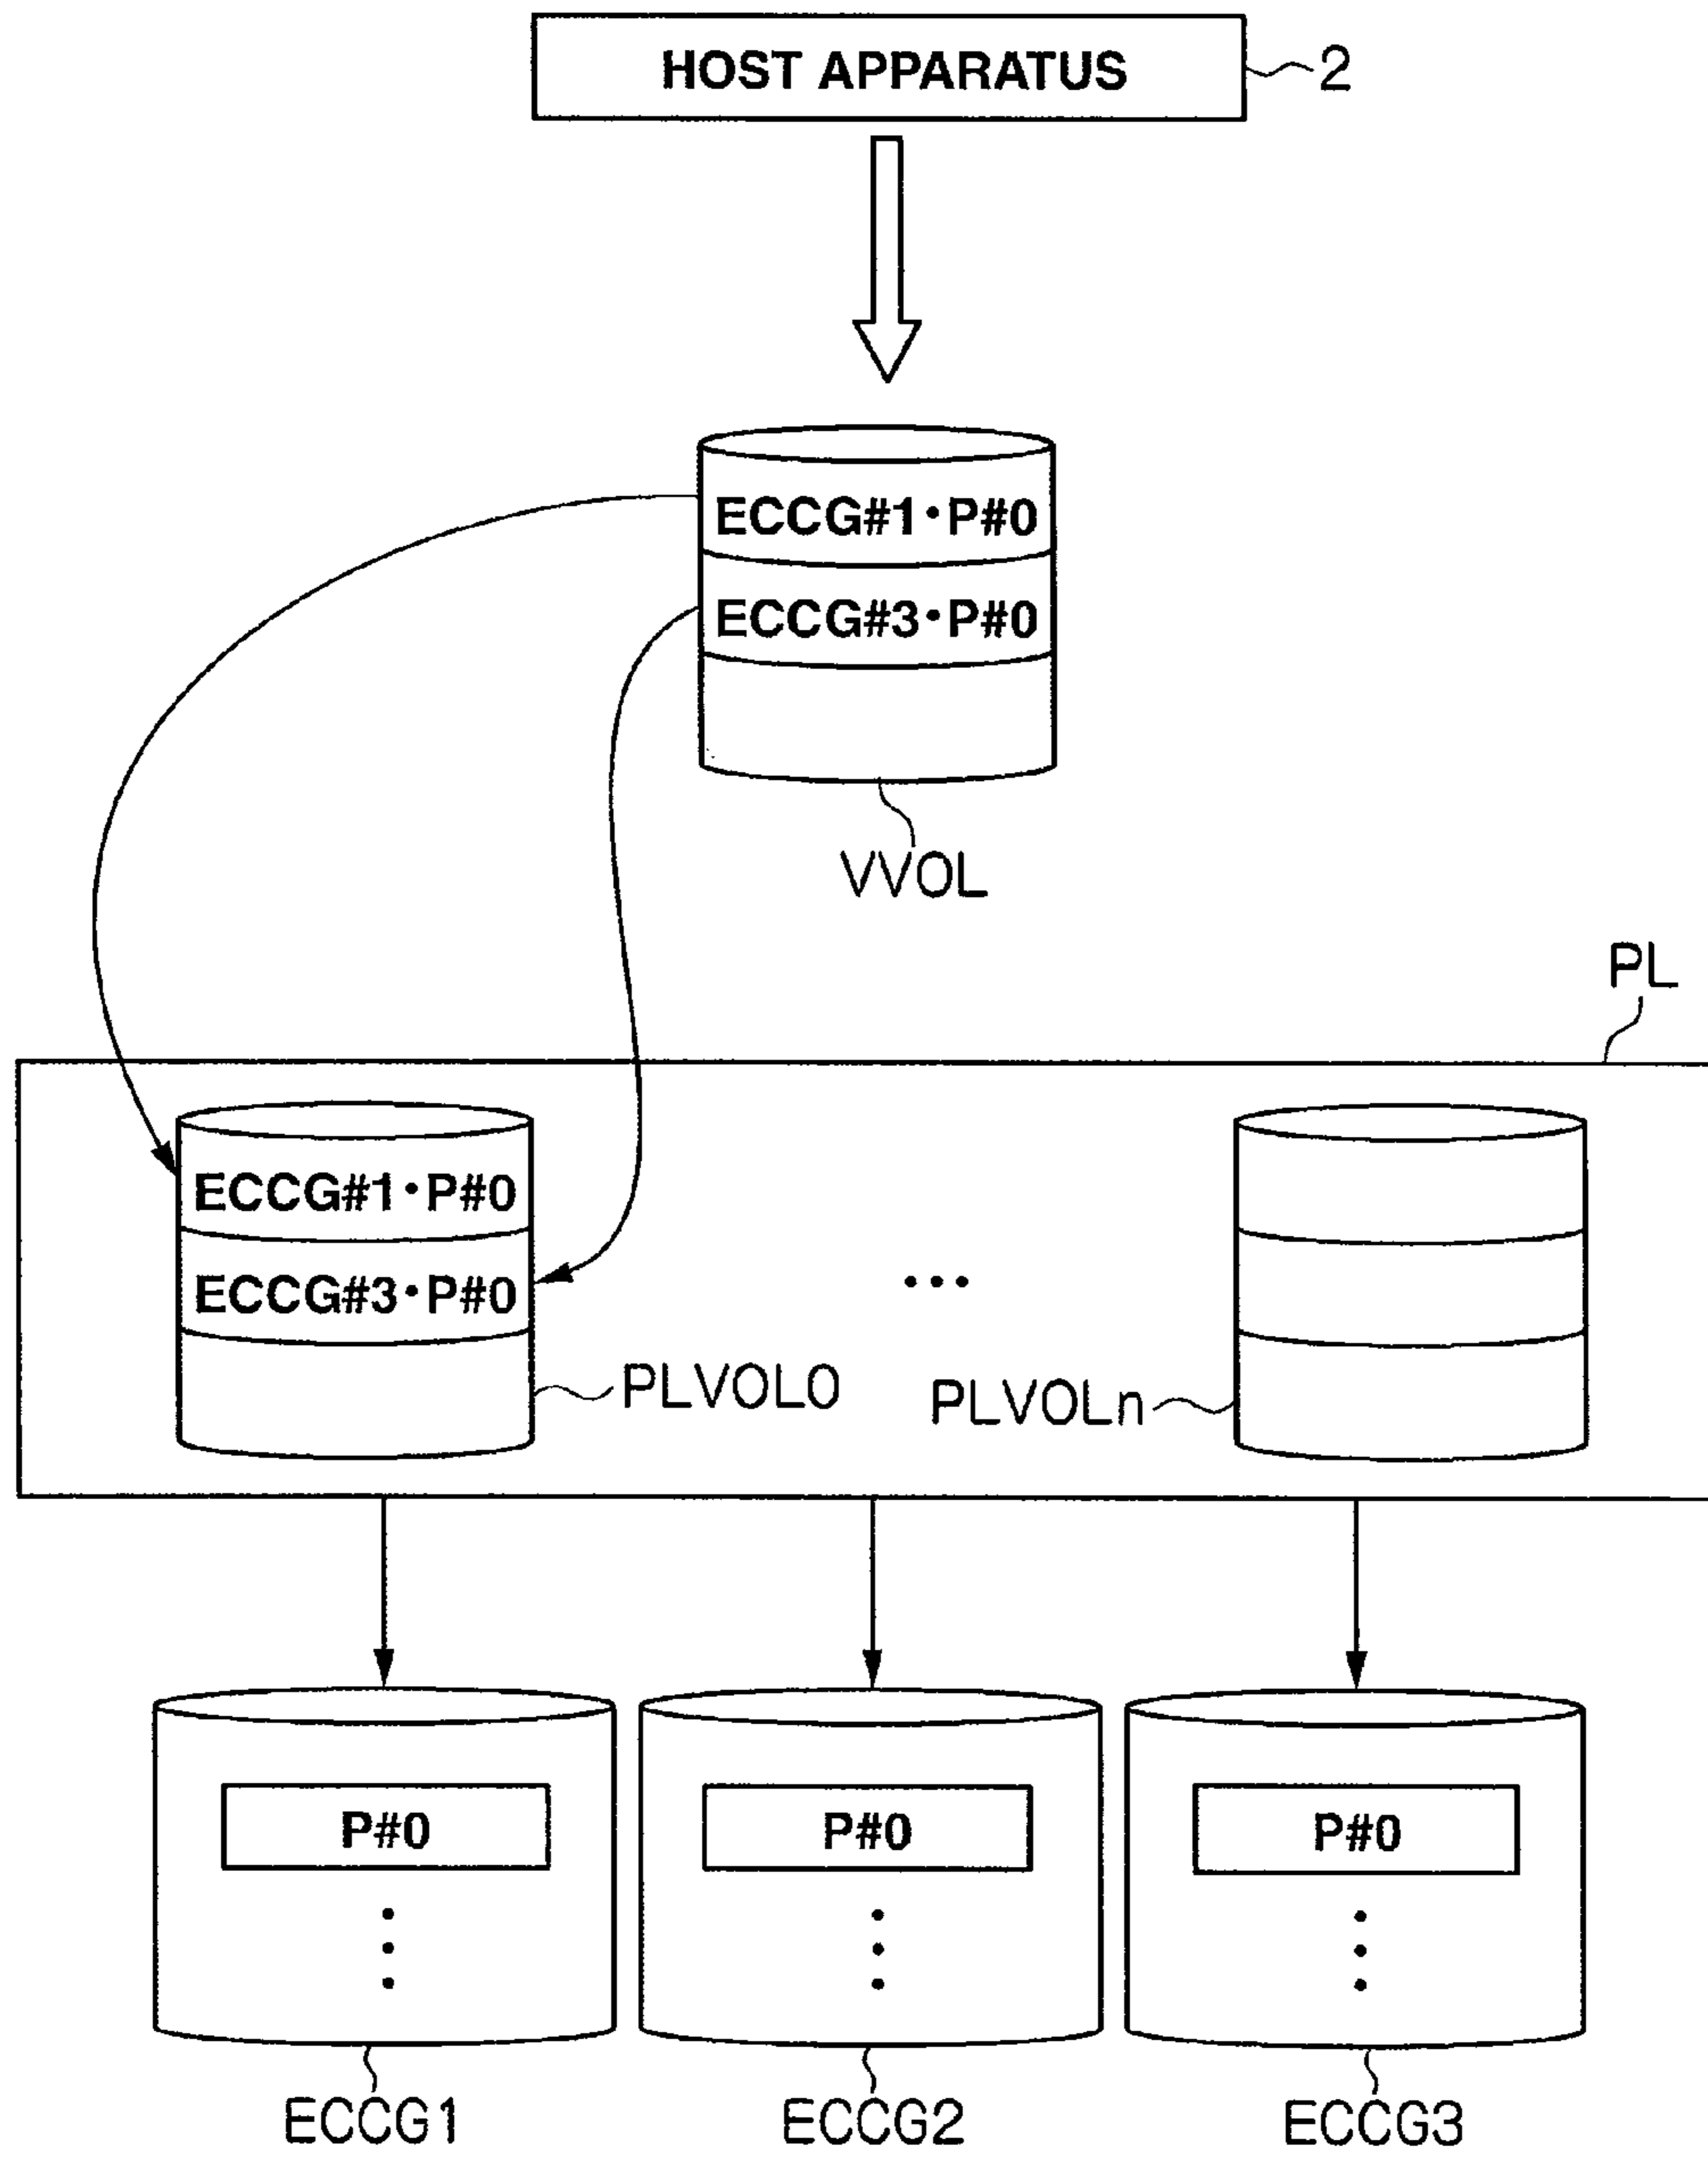 HOST APPARATUS
2
ECCG#1·P#0
ECCG#3·P#0
VVOL
PL
ECCG#1·P#0
ECCG#3·P#0
...
PLVOL0
PLVOLn
P#0
P#0
P#0
ECCG1
ECCG2
ECCG3